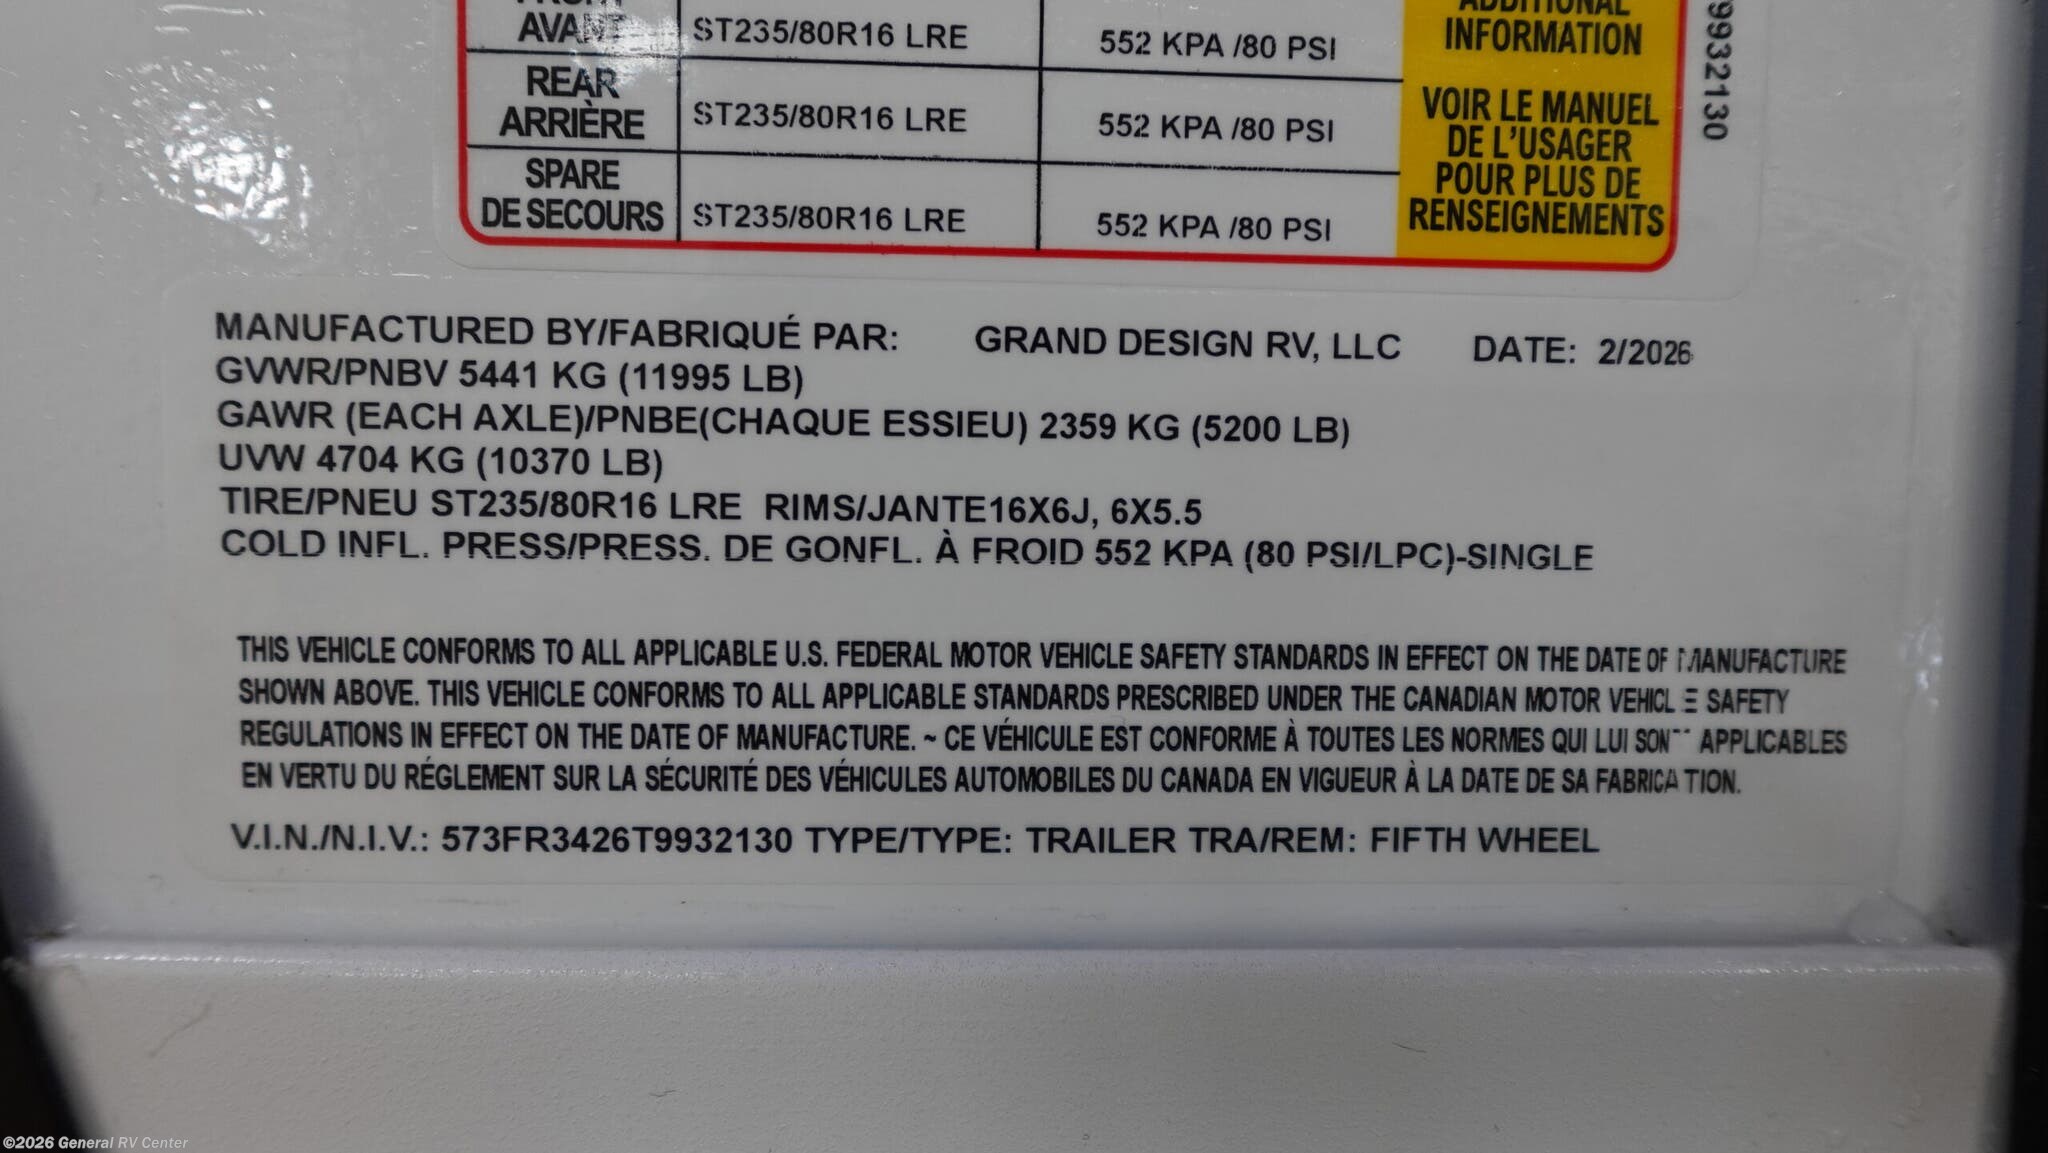 AVANT ST235/80R16 LRE 552 KPA /80 PSI
REAR
ARRIÈRE ST235/80R16 LRE 552 KPA /80 PSI
SPARE
DE SECOURS ST235/80R16 LRE 552 KPA /80 PSI
ADDITIONAL
INFORMATION
VOIR LE MANUEL
DE L'USAGER
POUR PLUS DE
RENSEIGNEMENTS
9932130
MANUFACTURED BY/FABRIQUÉ PAR: GRAND DESIGN RV, LLC DATE: 2/2026
GVWR/PNBV 5441 KG (11995 LB)
GAWR (EACH AXLE)/PNBE(CHAQUE ESSIEU) 2359 KG (5200 LB)
UVW 4704 KG (10370 LB)
TIRE/PNEU ST235/80R16 LRE RIMS/JANTE16X6J, 6X5.5
COLD INFL. PRESS/PRESS. DE GONFL. À FROID 552 KPA (80 PSI/LPC)-SINGLE
THIS VEHICLE CONFORMS TO ALL APPLICABLE U.S. FEDERAL MOTOR VEHICLE SAFETY STANDARDS IN EFFECT ON THE DATE OF MANUFACTURE
SHOWN ABOVE. THIS VEHICLE CONFORMS TO ALL APPLICABLE STANDARDS PRESCRIBED UNDER THE CANADIAN MOTOR VEHICLE SAFETY
REGULATIONS IN EFFECT ON THE DATE OF MANUFACTURE. ~ CE VÉHICULE EST CONFORME À TOUTES LES NORMES QUI LUI SONT APPLICABLES
EN VERTU DU RÉGLEMENT SUR LA SÉCURITÉ DES VÉHICULES AUTOMOBILES DU CANADA EN VIGUEUR À LA DATE DE SA FABRICATION.
V.I.N./N.I.V.: 573FR3426T9932130 TYPE/TYPE: TRAILER TRA/REM: FIFTH WHEEL
©2026 General RV Center